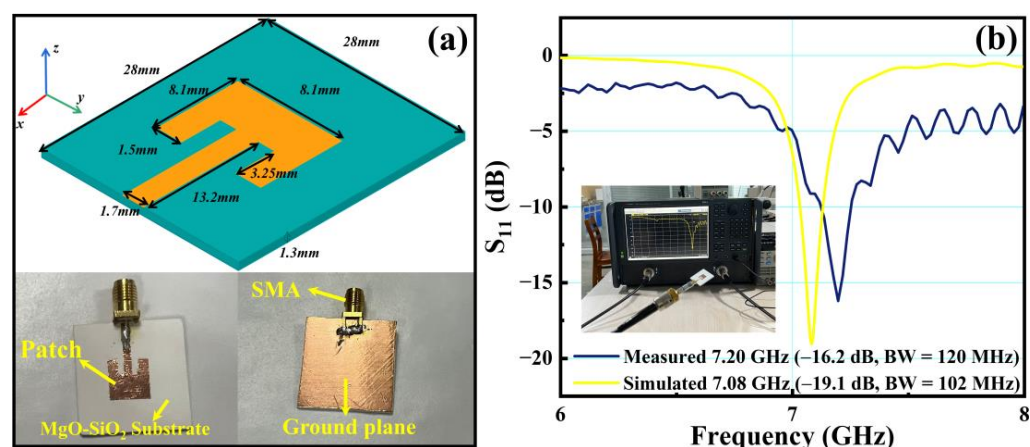 (a)
z
y
x
28mm
28mm
8.1mm
8.1mm
1.5mm
3.25mm
13.2mm
1.7mm
1.3mm
Patch
MgO-SiO₂ Substrate
SMA
Ground plane
(b)
S₁₁ (dB)
0
−5
−10
−15
−20
Measured 7.20 GHz (−16.2 dB, BW = 120 MHz)
Simulated 7.08 GHz (−19.1 dB, BW = 102 MHz)
6
7
8
Frequency (GHz)